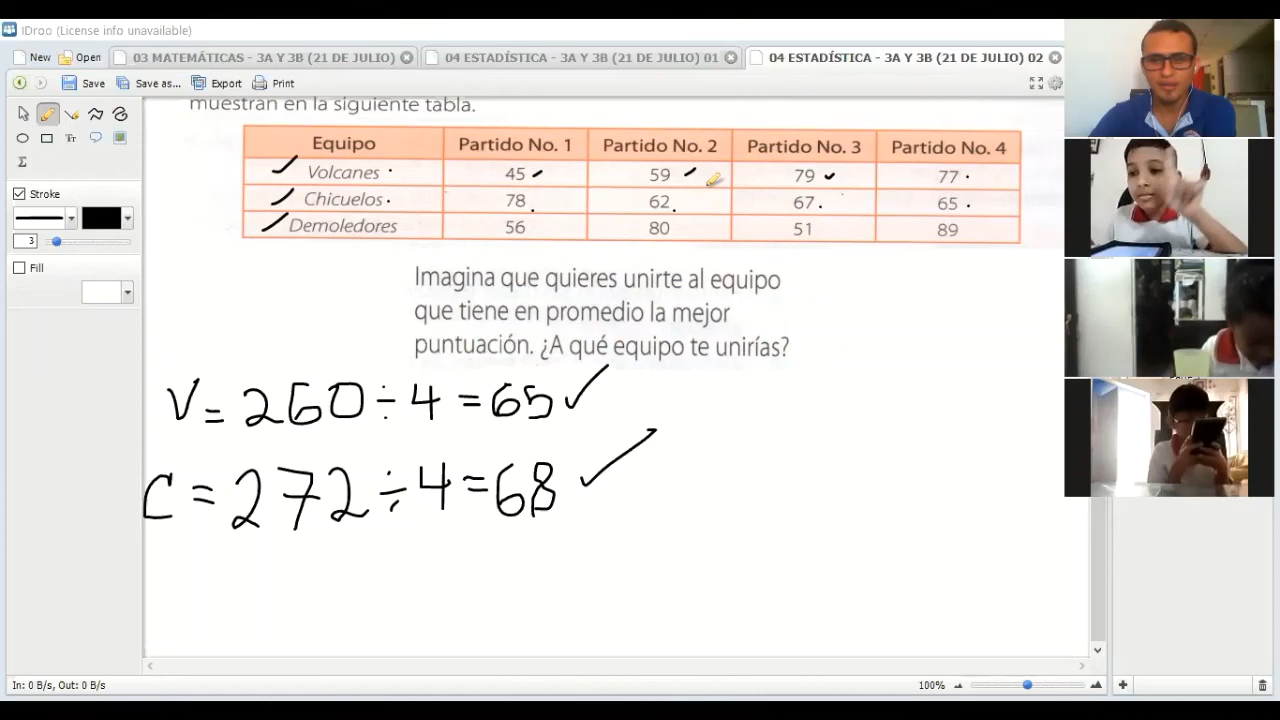 IDroo (License info unavailable)
New Open 03 MATEMÁTICAS - 3A Y 3B (21 DE JULIO) 04 ESTADÍSTICA - 3A Y 3B (21 DE JULIO) 01 04 ESTADÍSTICA - 3A Y 3B (21 DE JULIO) 02
Save Save as... Export Print
muestran en la siguiente tabla.
Equipo Partido No. 1 Partido No. 2 Partido No. 3 Partido No. 4
Volcanes 45 59 79 77
Chicuelos 78 62 67 65
Demoledores 56 80 51 89
Tr
Σ
Stroke
3
Fill
Imagina que quieres unirte al equipo
que tiene en promedio la mejor
puntuación. ¿A qué equipo te unirías?
V = 260 ÷ 4 = 65 ✓
C = 272 ÷ 4 = 68 ✓
In: 0 B/s, Out: 0 B/s 100%